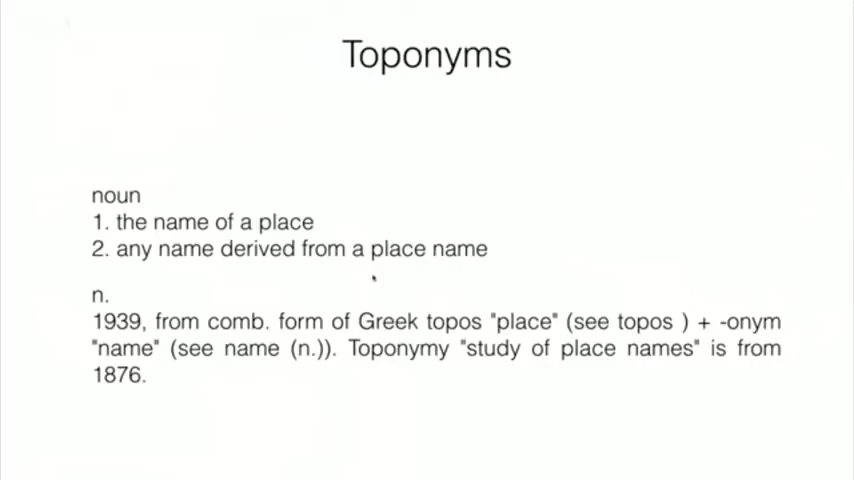 Toponyms
noun
1. the name of a place
2. any name derived from a place name
n.
1939, from comb. form of Greek topos "place" (see topos ) + -onym
"name" (see name (n.)). Toponymy "study of place names" is from
1876.